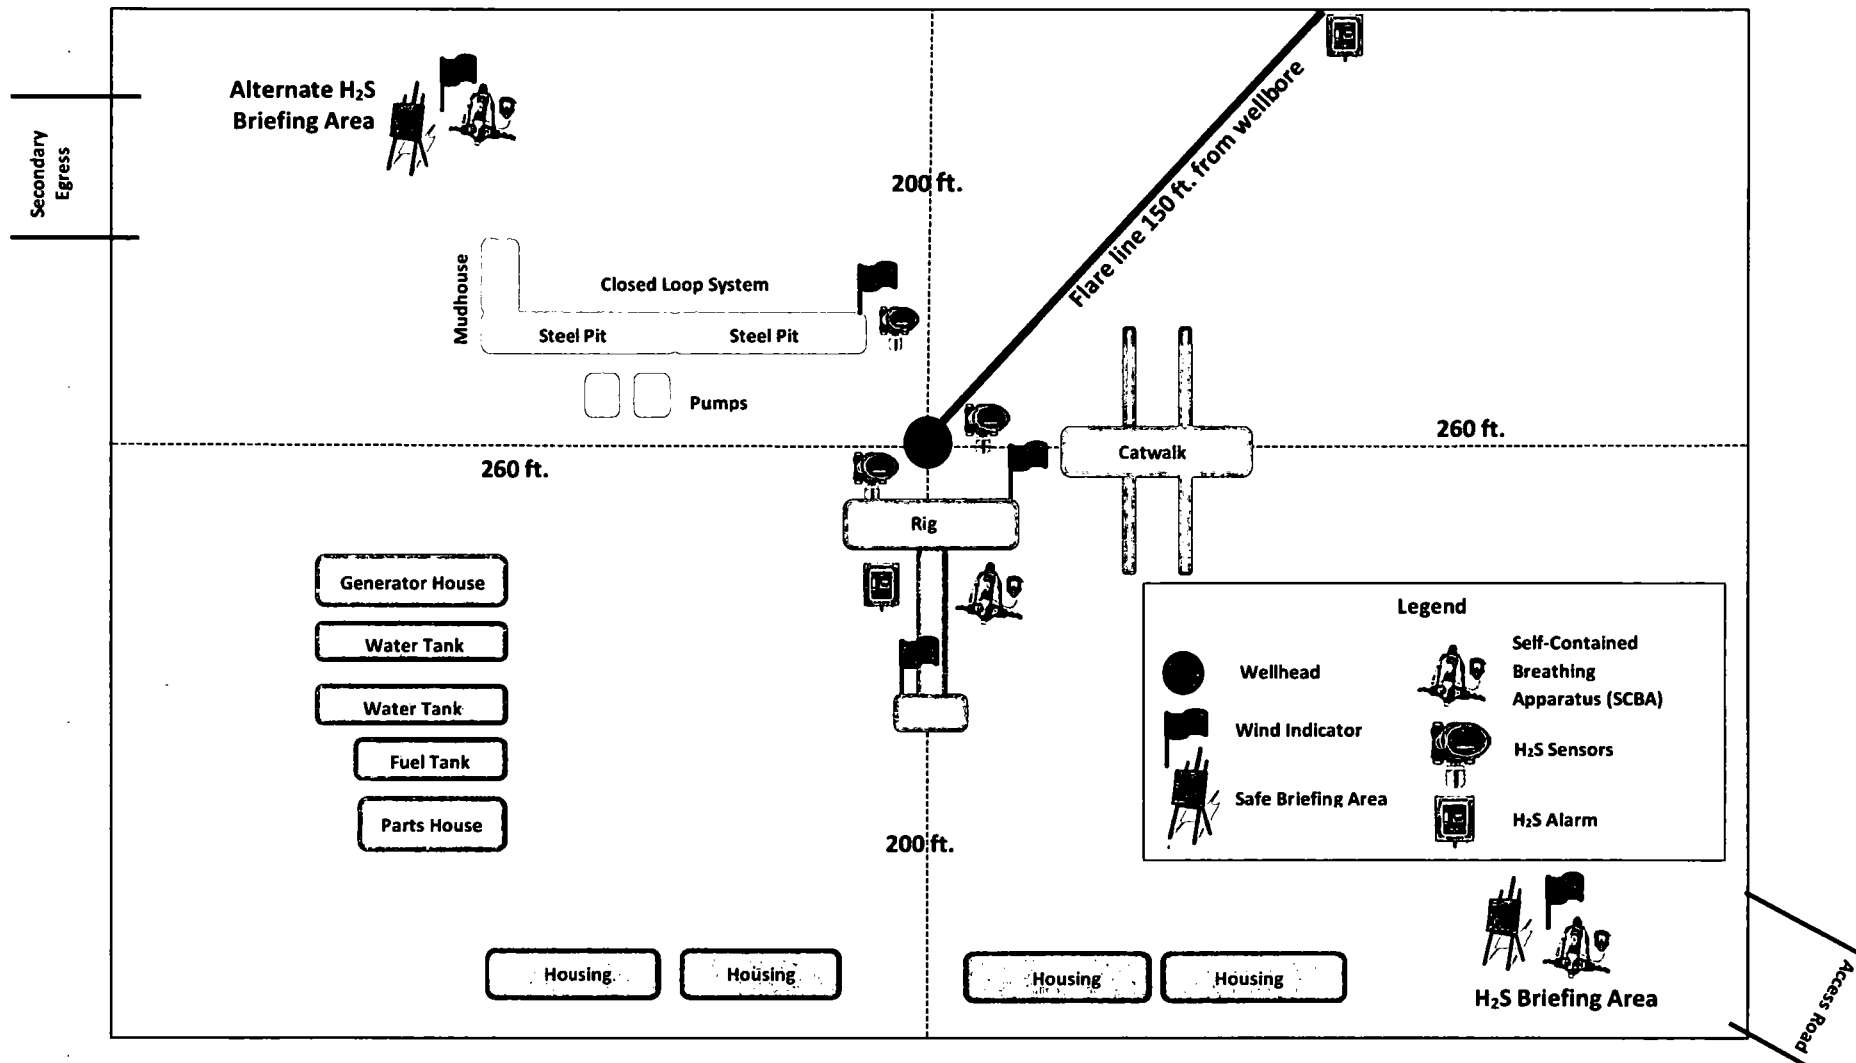 Alternate H₂S
Briefing Area
Secondary
Egress
200 ft.
Flare line 150 ft. from wellbore
Mudhouse
Closed Loop System
Steel Pit
Steel Pit
Pumps
260 ft.
260 ft.
Catwalk
Rig
Generator House
Water Tank
Water Tank
Fuel Tank
Parts House
200 ft.
Legend
Wellhead
Wind Indicator
Safe Briefing Area
Self-Contained
Breathing
Apparatus (SCBA)
H₂S Sensors
H₂S Alarm
Housing
Housing
Housing
Housing
H₂S Briefing Area
Access Road